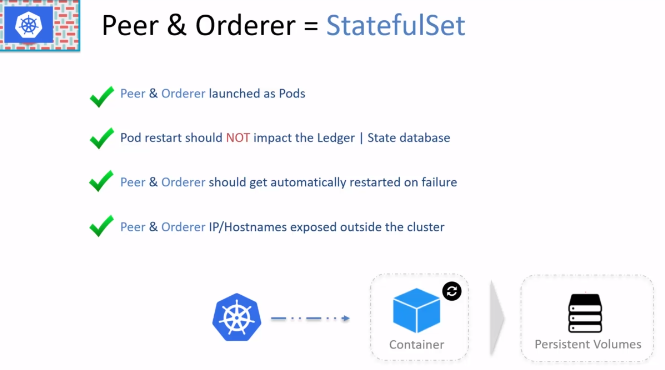 Peer & Orderer = StatefulSet
Peer & Orderer launched as Pods
Pod restart should NOT impact the Ledger | State database
Peer & Orderer should get automatically restarted on failure
Peer & Orderer IP/Hostnames exposed outside the cluster
Container
Persistent Volumes